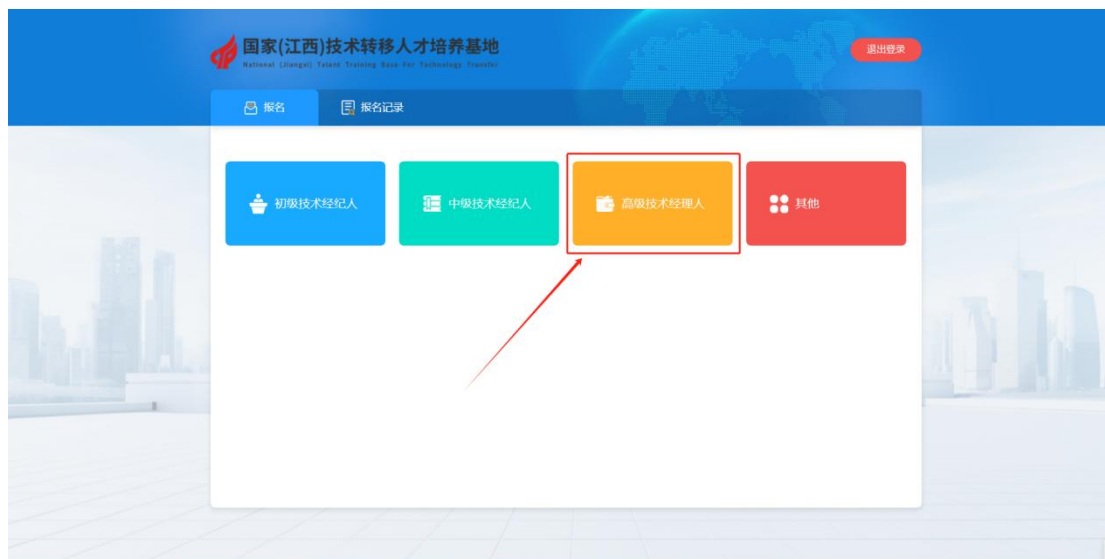 国家(江西)技术转移人才培养基地
National (Jiangxi) Talent Training Base For Technology Transfer
退出登录
报名
报名记录
初级技术经纪人
中级技术经纪人
高级技术经理人
其他